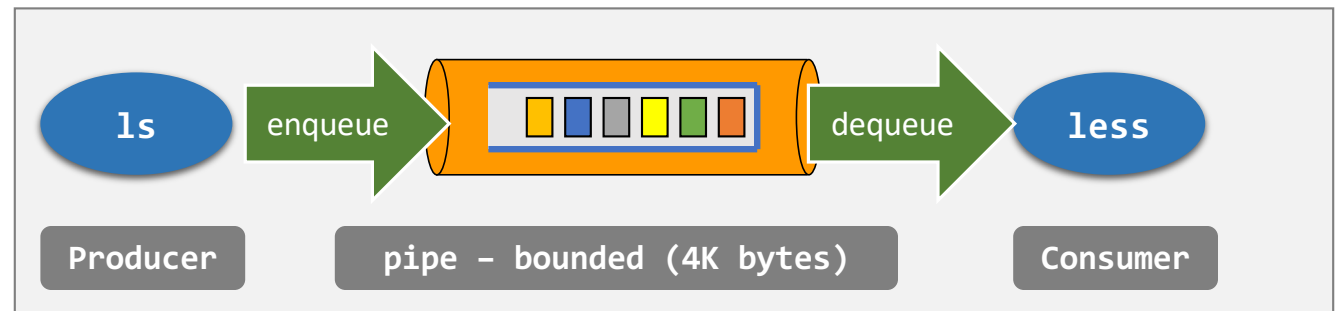 ls
enqueue
dequeue
less
Producer
pipe – bounded (4K bytes)
Consumer